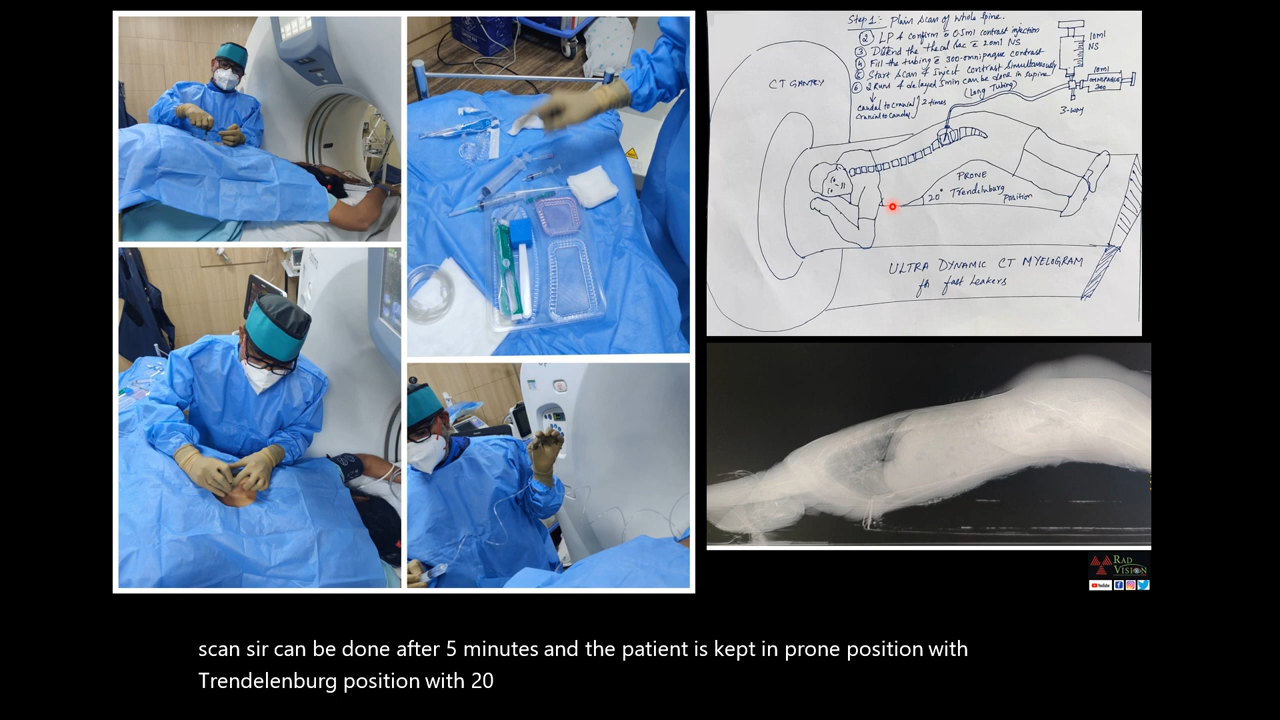 Step 1:- Plain Scan of whole Spine.
② LP & confirm c̄ 0.5ml contrast injection
③ Distend the thecal sac c̄ 20ml NS
④ Fill the tubing c̄ 300-omnipaque contrast
⑤ Start Scan & Inject contrast Simultaneously
⑥ 2 Runs & delayed 5min can be done in supine.
caudal to cranial
cranial to caudal
2 times
(Long Tubing)
10ml
NS
10ml
OMNIPAQUE
300
3-way
CT GANTRY
PRONE
20° Trendelenburg
Position
ULTRA DYNAMIC CT MYELOGRAM
for fast Leakers
RAD
VISION
YouTube
scan sir can be done after 5 minutes and the patient is kept in prone position with
Trendelenburg position with 20